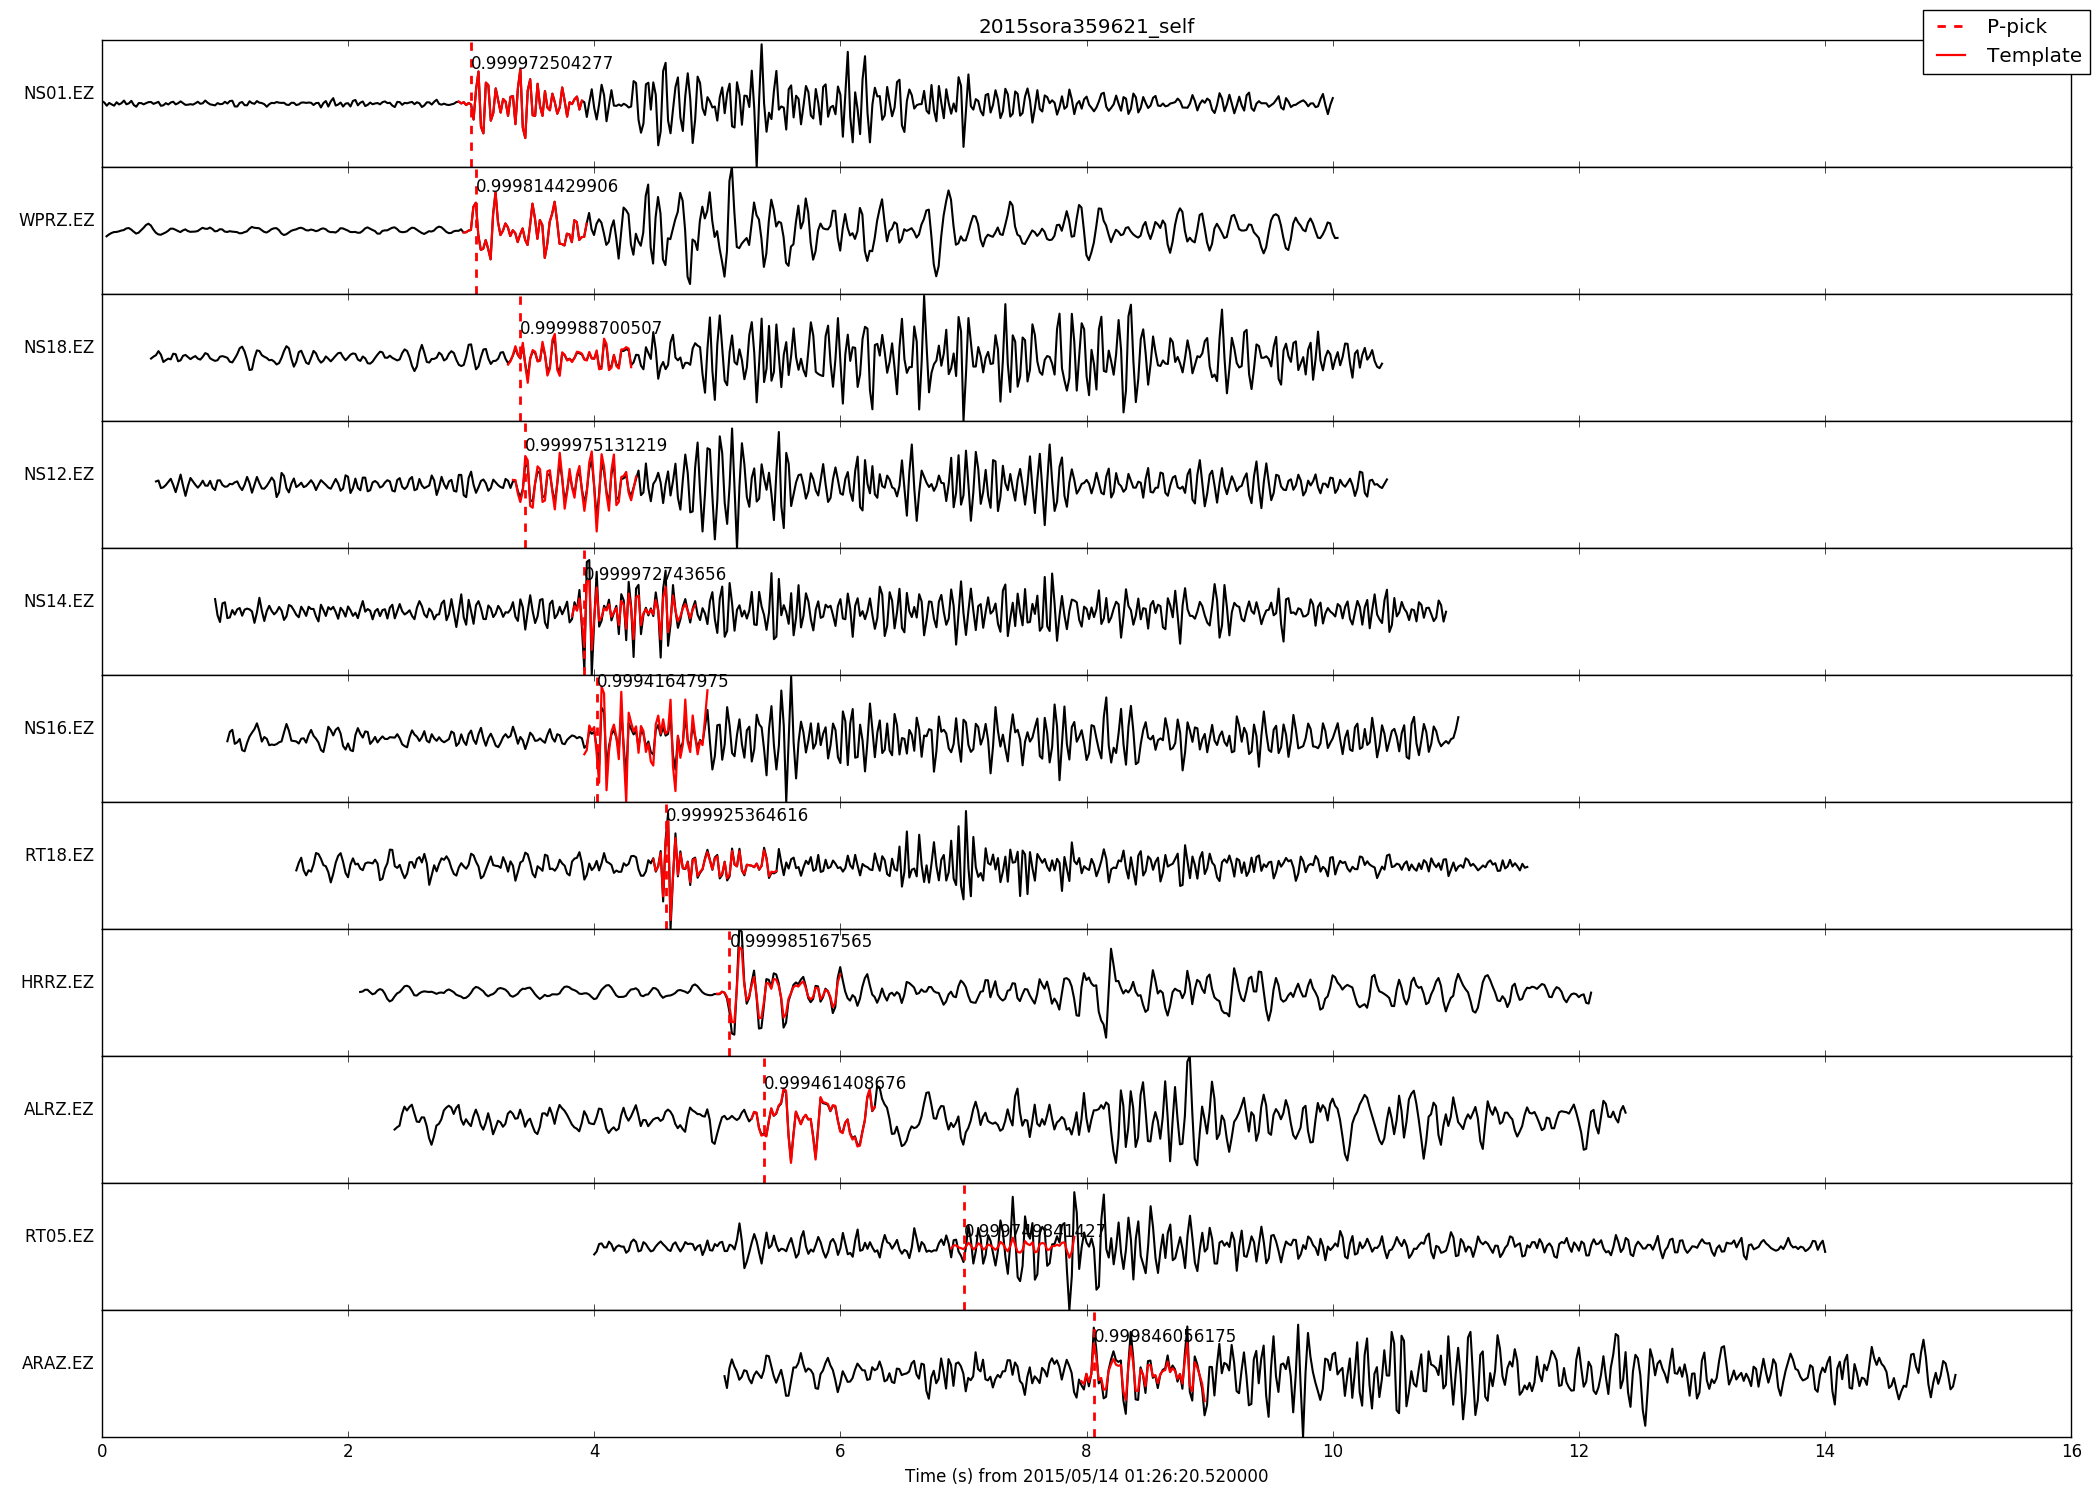 2015sora359621_self
P-pick
Template
NS01.EZ
0.999972504277
WPRZ.EZ
0.999814429906
NS18.EZ
0.999988700507
NS12.EZ
0.999975131219
NS14.EZ
0.999972743656
NS16.EZ
0.99941647975
RT18.EZ
0.999925364616
HRRZ.EZ
0.999985167565
ALRZ.EZ
0.999461408676
RT05.EZ
0.999749841427
ARAZ.EZ
0.999846056175
0 2 4 6 8 10 12 14 16
Time (s) from 2015/05/14 01:26:20.520000